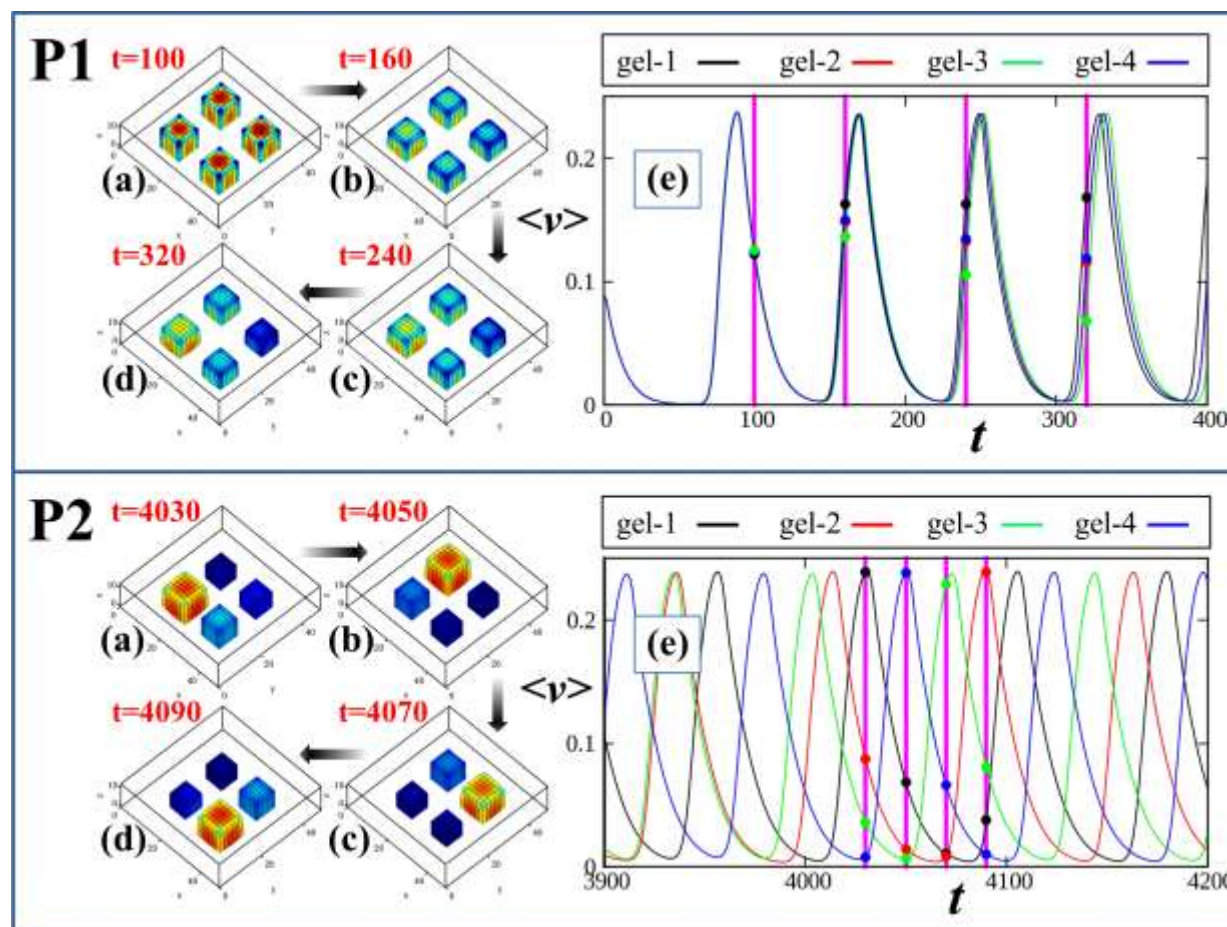 P1
t=100
t=160
(a)
(b)
t=320
t=240
(d)
(c)
<v>
gel-1
gel-2
gel-3
gel-4
0.2
0.1
0
(e)
0
100
200
300
400
t
P2
t=4030
t=4050
(a)
(b)
t=4090
t=4070
(d)
(c)
<v>
gel-1
gel-2
gel-3
gel-4
0.2
0.1
0
(e)
3900
4000
4100
4200
t